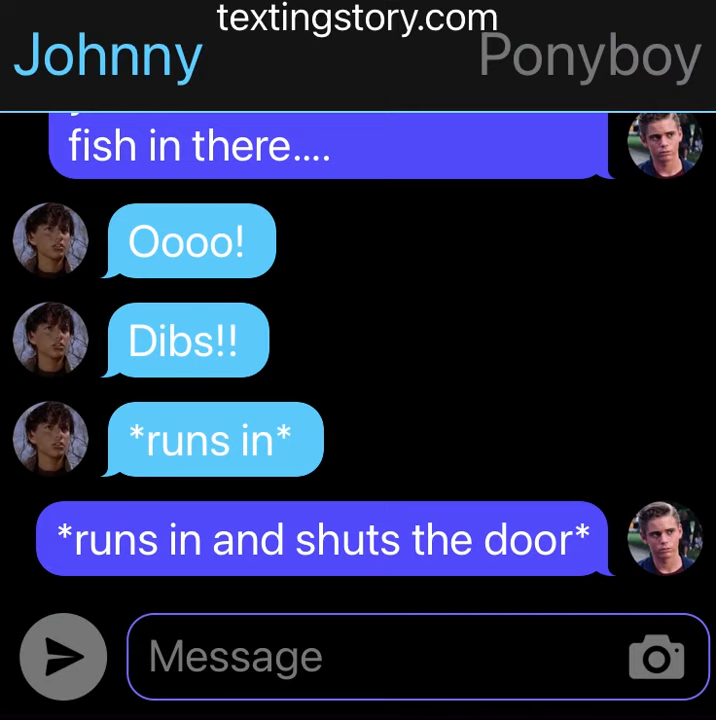 textingstory.com
Johnny Ponyboy
fish in there....
Oooo!
Dibs!!
*runs in*
*runs in and shuts the door*
Message